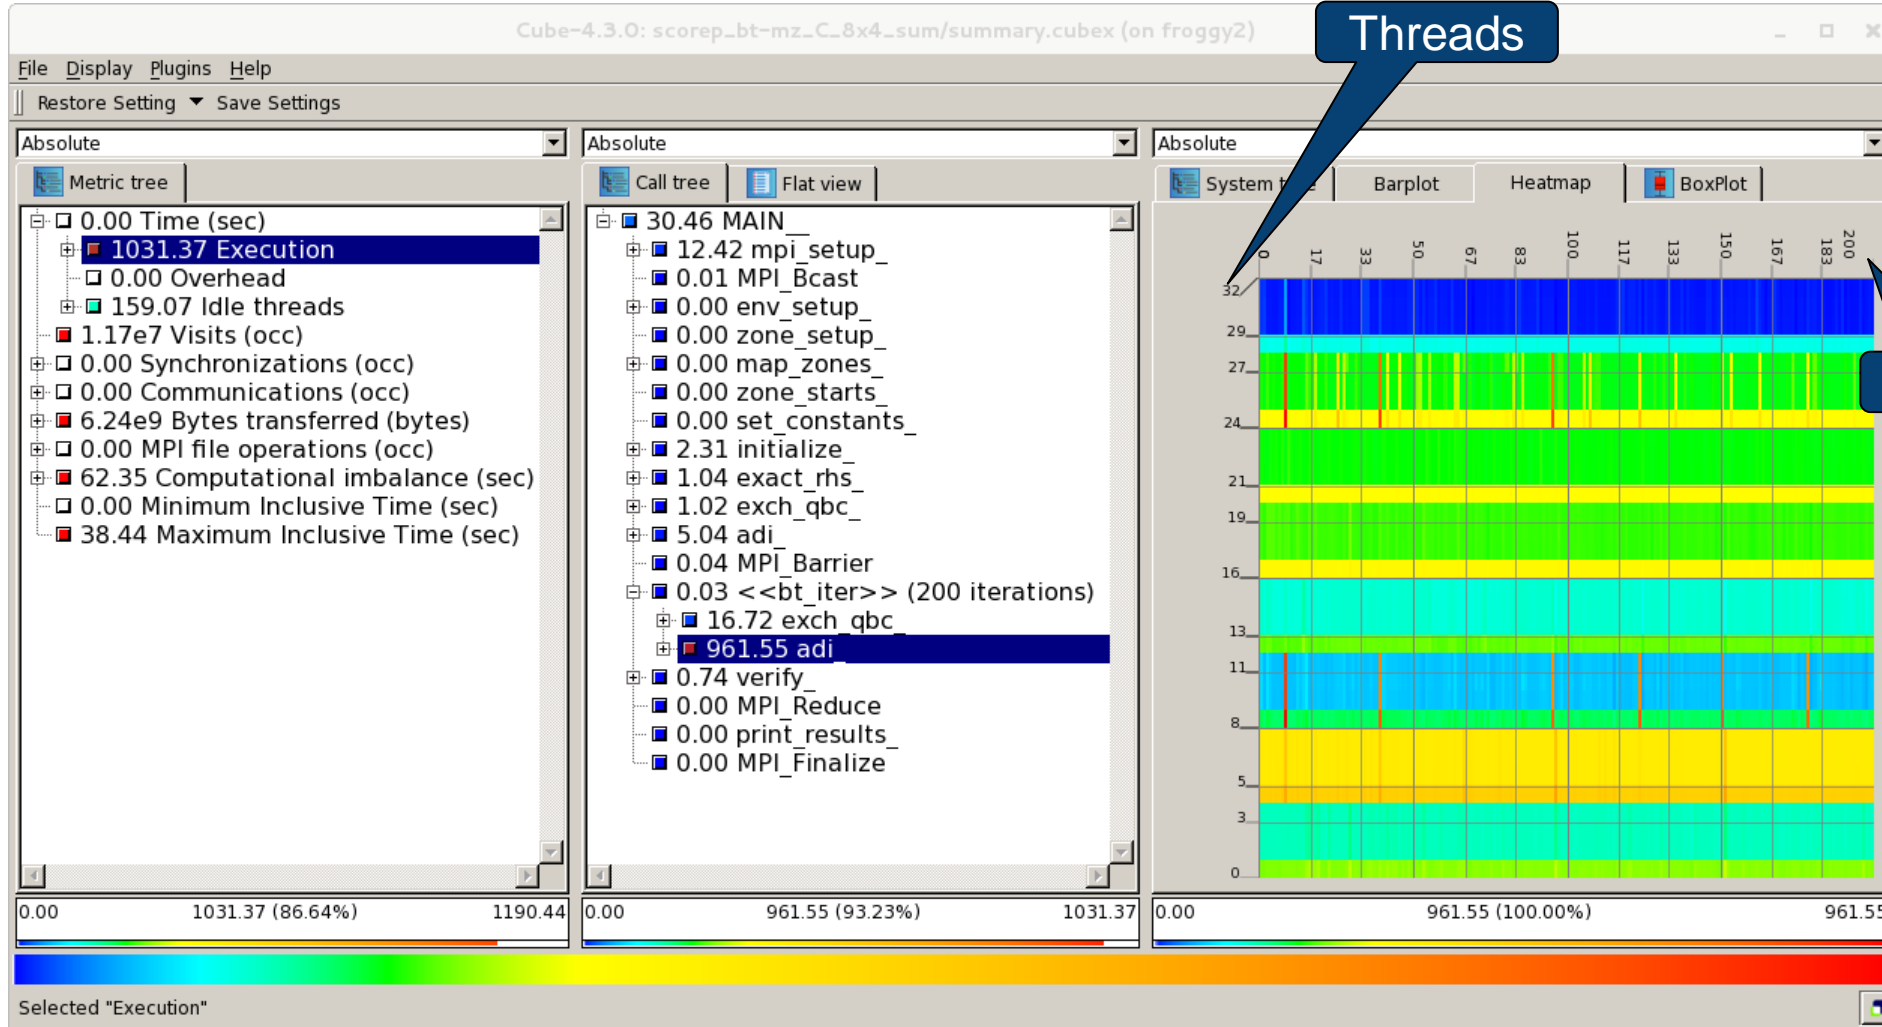 Cube-4.3.0: scorep_bt-mz_C_8x4_sum/summary.cubex (on froggy2)
Threads
File Display Plugins Help
Restore Setting Save Settings
Absolute
Metric tree
0.00 Time (sec)
1031.37 Execution
0.00 Overhead
159.07 Idle threads
1.17e7 Visits (occ)
0.00 Synchronizations (occ)
0.00 Communications (occ)
6.24e9 Bytes transferred (bytes)
0.00 MPI file operations (occ)
62.35 Computational imbalance (sec)
0.00 Minimum Inclusive Time (sec)
38.44 Maximum Inclusive Time (sec)
0.00 1031.37 (86.64%) 1190.44
Absolute
Call tree Flat view
30.46 MAIN__
12.42 mpi_setup_
0.01 MPI_Bcast
0.00 env_setup_
0.00 zone_setup_
0.00 map_zones_
0.00 zone_starts_
0.00 set_constants_
2.31 initialize_
1.04 exact_rhs_
1.02 exch_qbc_
5.04 adi_
0.04 MPI_Barrier
0.03 <<bt_iter>> (200 iterations)
16.72 exch_qbc_
961.55 adi_
0.74 verify_
0.00 MPI_Reduce
0.00 print_results_
0.00 MPI_Finalize
0.00 961.55 (93.23%) 1031.37
Absolute
System Barplot Heatmap BoxPlot
0 17 33 50 67 83 100 117 133 150 167 183 200
32
29
27
24
21
19
16
13
11
8
5
3
0
0.00 961.55 (100.00%) 961.55
Selected "Execution"